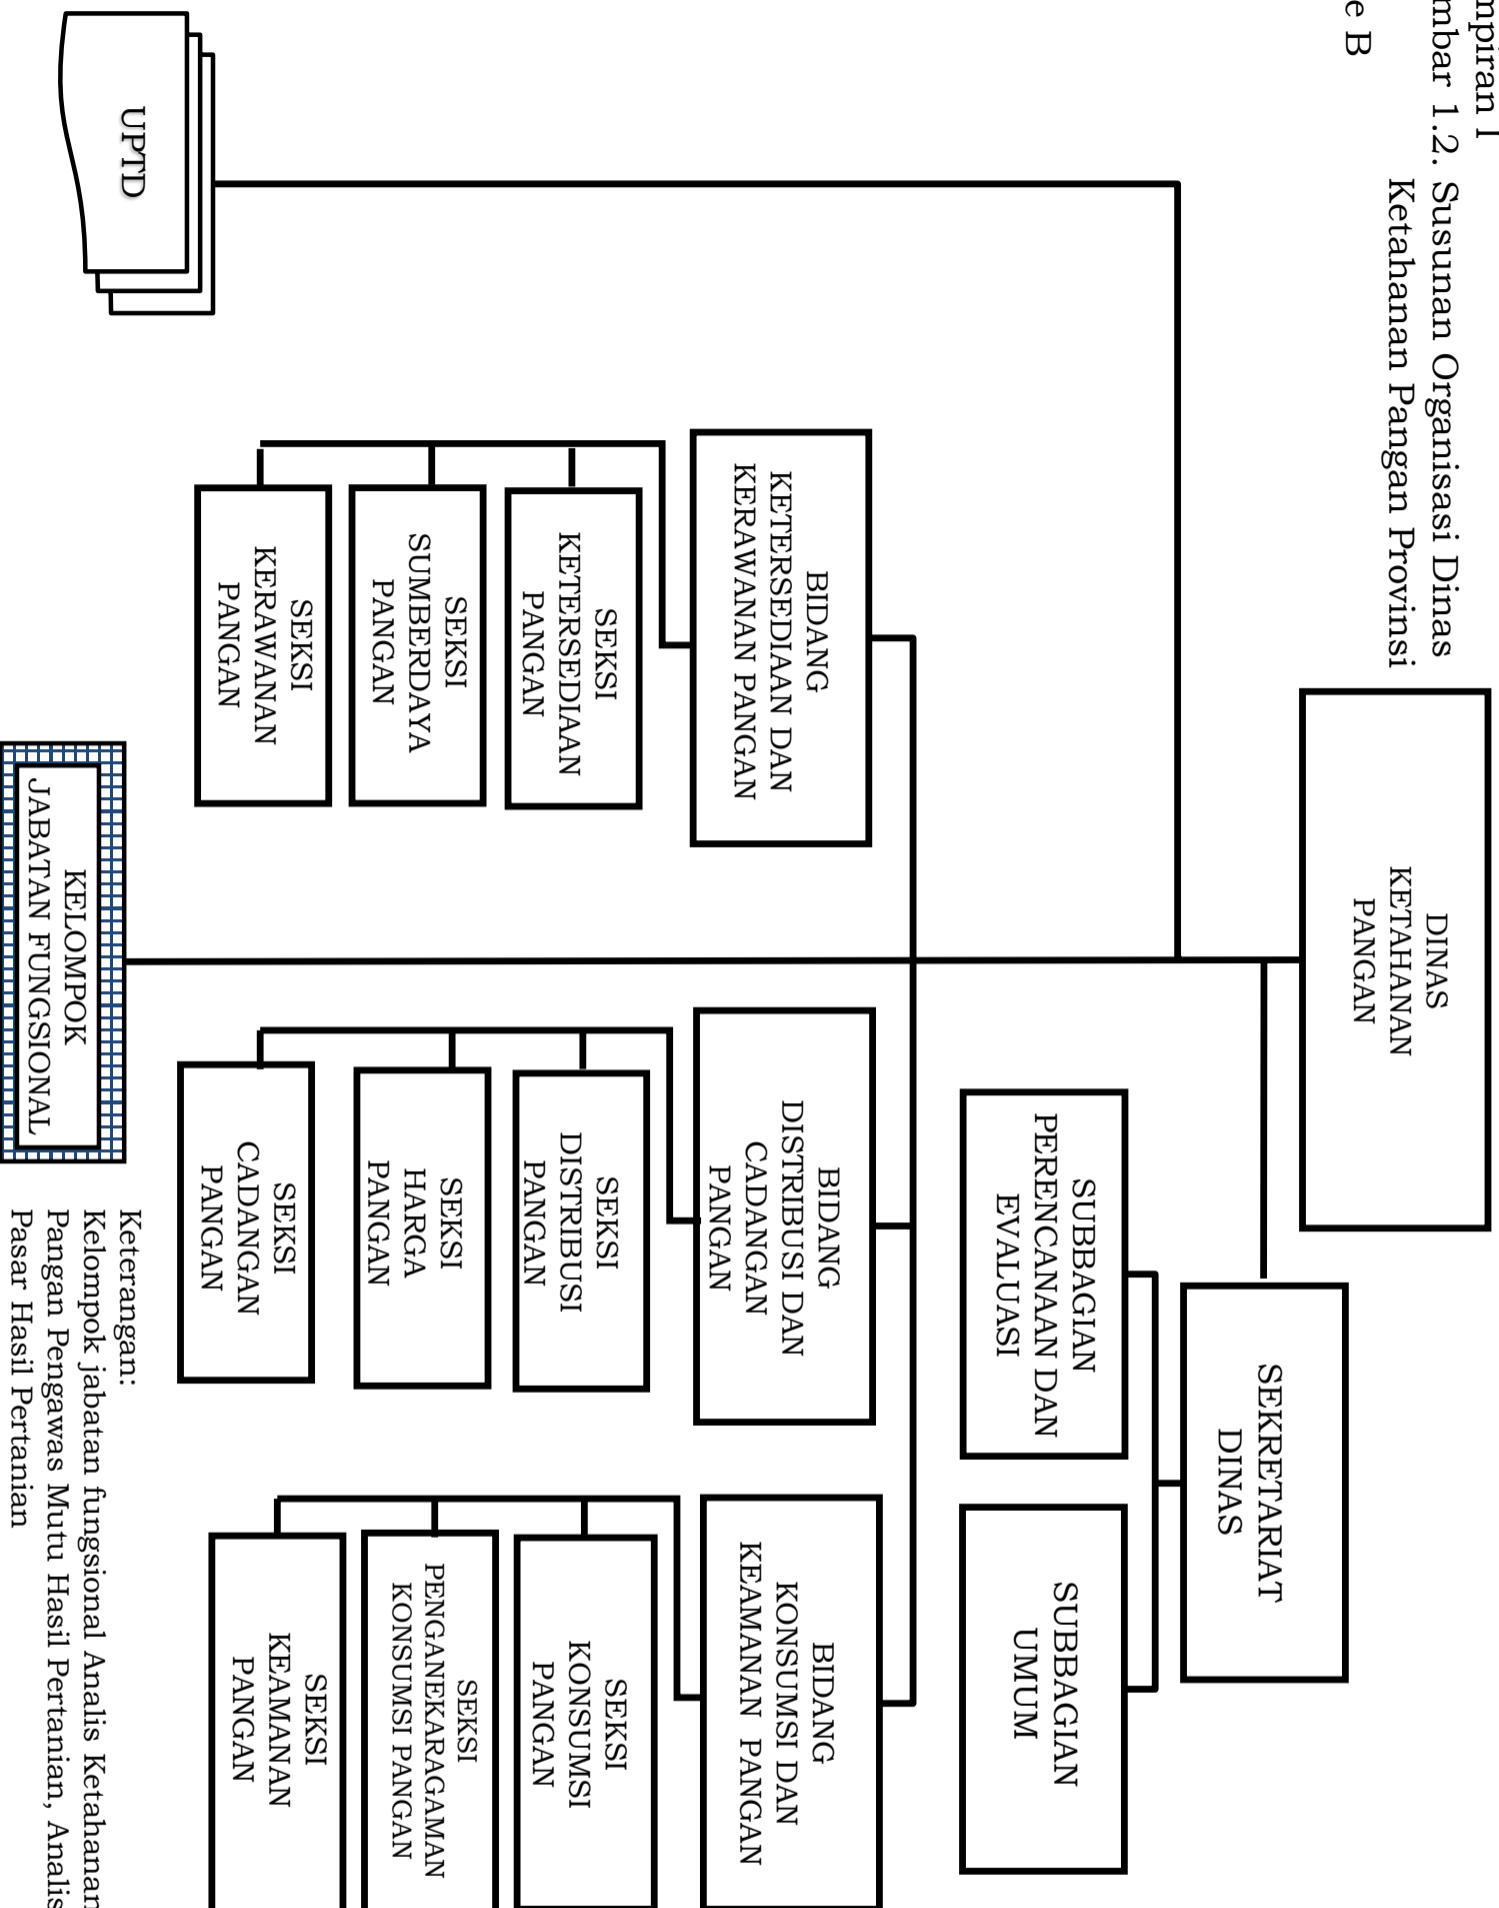 mpiran I
mbar 1.2. Susunan Organisasi Dinas
Ketahanan Pangan Provinsi
e B
DINAS
KETAHANAN
PANGAN
SEKRETARIAT
DINAS
SUBBAGIAN
PERENCANAAN DAN
EVALUASI
SUBBAGIAN
UMUM
BIDANG
KETERSEDIAAN DAN
KERAWANAN PANGAN
SEKSI
KETERSEDIAAN
PANGAN
SEKSI
SUMBERDAYA
PANGAN
SEKSI
KERAWANAN
PANGAN
BIDANG
DISTRIBUSI DAN
CADANGAN
PANGAN
SEKSI
DISTRIBUSI
PANGAN
SEKSI
HARGA
PANGAN
SEKSI
CADANGAN
PANGAN
BIDANG
KONSUMSI DAN
KEAMANAN PANGAN
SEKSI
KONSUMSI
PANGAN
SEKSI
PENGANEKARAGAMAN
KONSUMSI PANGAN
SEKSI
KEAMANAN
PANGAN
UPTD
KELOMPOK
JABATAN FUNGSIONAL
Keterangan:
Kelompok jabatan fungsional Analis Ketahanan
Pangan Pengawas Mutu Hasil Pertanian, Analis
Pasar Hasil Pertanian